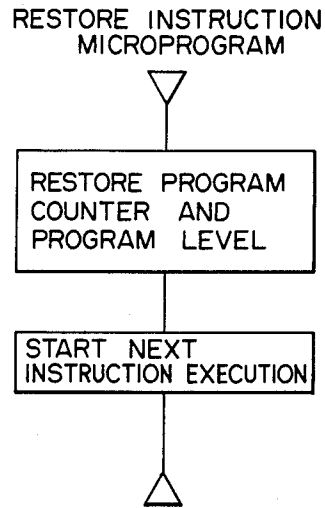 RESTORE INSTRUCTION
MICROPROGRAM
RESTORE PROGRAM
COUNTER AND
PROGRAM LEVEL
START NEXT
INSTRUCTION EXECUTION